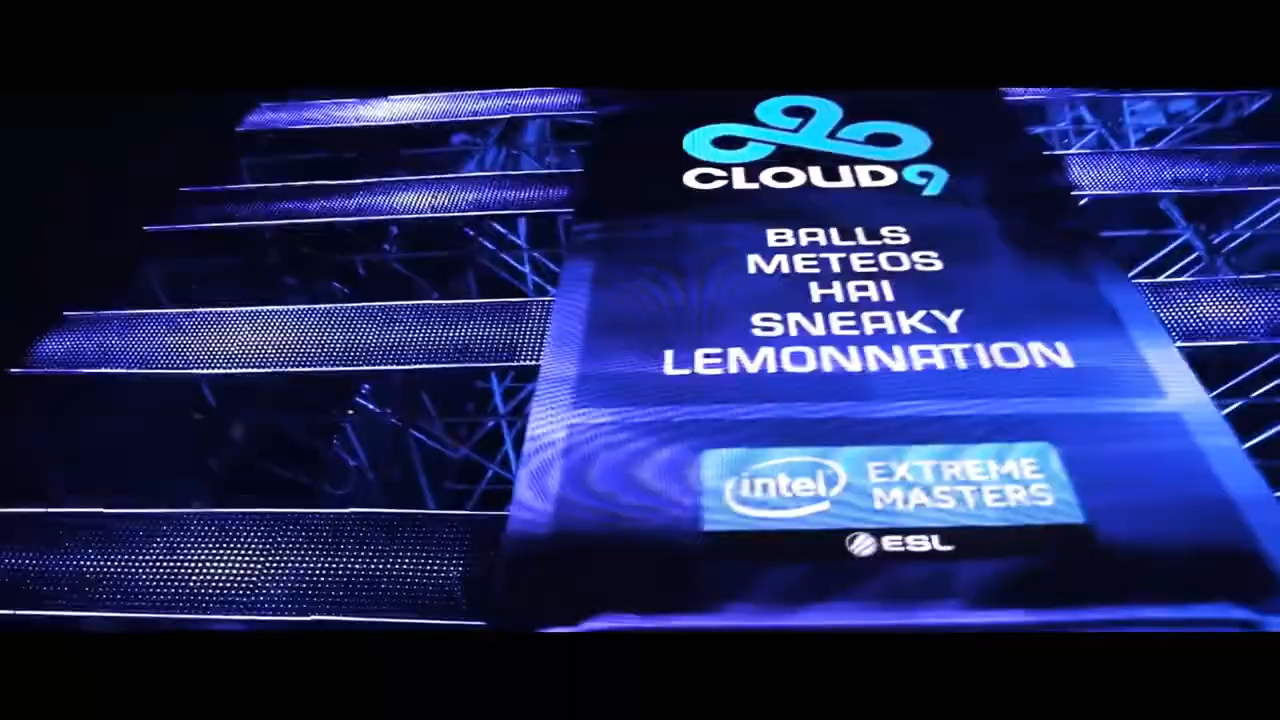 CLOUD9
BALLS
METEOS
HAI
SNEAKY
LEMONNATION
intel EXTREME
MASTERS
ESL